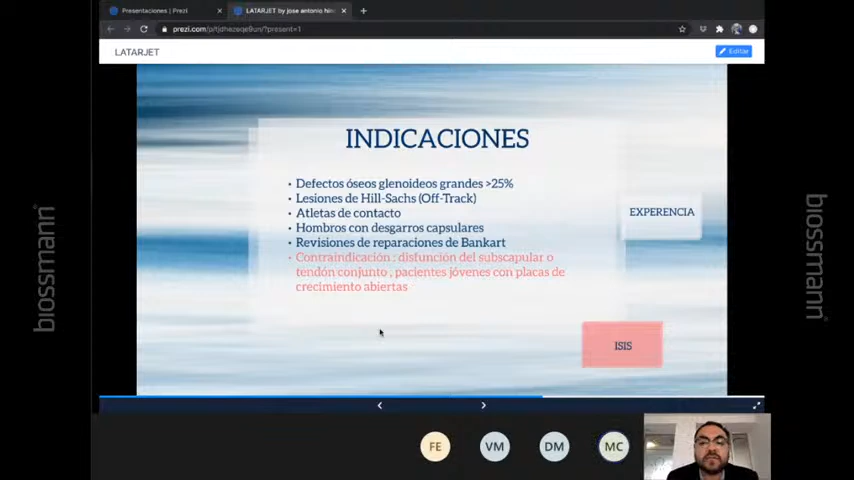 Presentaciones | Prezi
LATARJET by jose antonio hin
prezi.com/p/tjdhezsqe9un/?present=1
LATARJET
Editar
INDICACIONES
• Defectos óseos glenoideos grandes >25%
• Lesiones de Hill-Sachs (Off-Track)
• Atletas de contacto
• Hombros con desgarros capsulares
• Revisiones de reparaciones de Bankart
• Contraindicación : disfunción del subscapular o
tendón conjunto , pacientes jóvenes con placas de
crecimiento abiertas
EXPERENCIA
ISIS
biossmann
biossmann
FE
VM
DM
MC